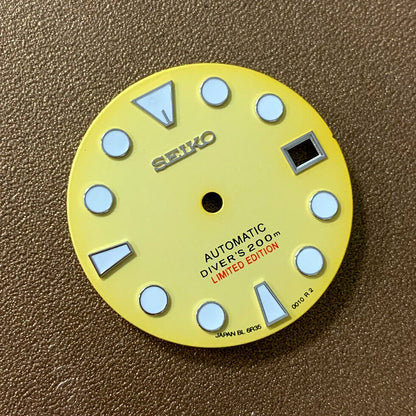 SEIKO
AUTOMATIC
DIVER'S 200m
LIMITED EDITION
JAPAN BL 6R35 0010 R 2